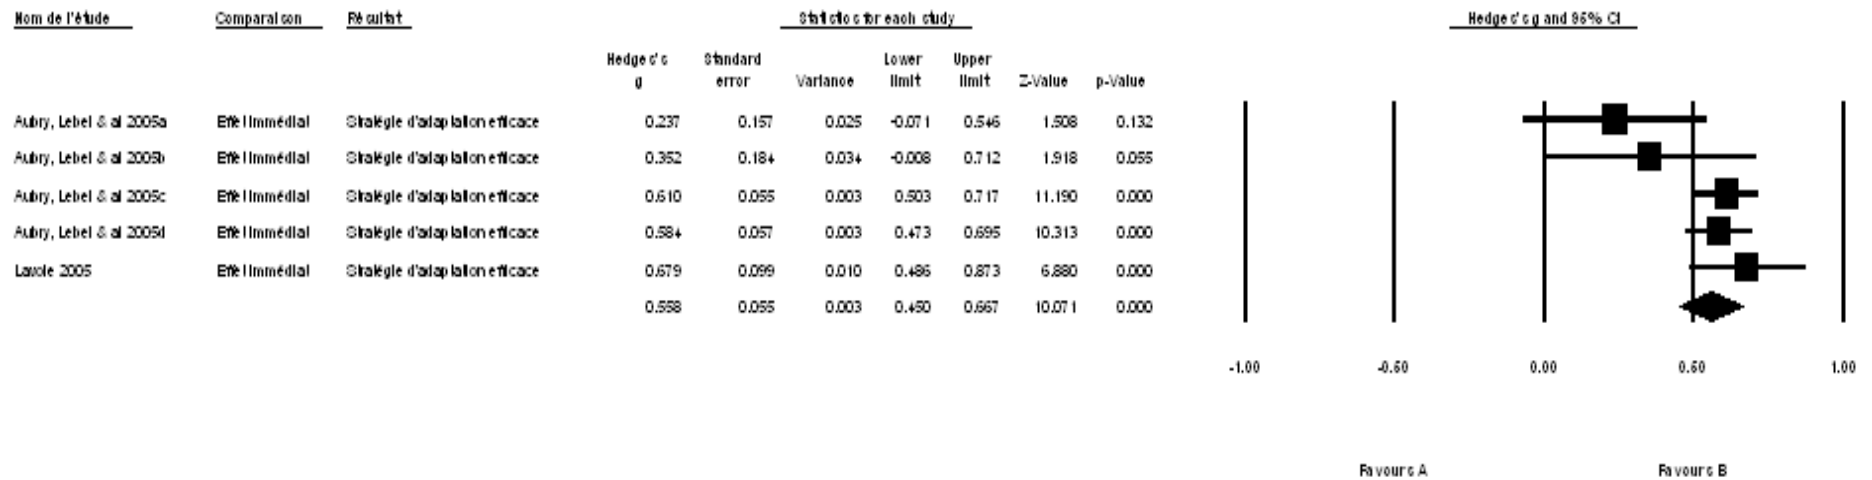 Nom de l'étude Comparaison Résultat Statistics for each study Hedges's g and 95% CI
Hedges's Standard Lower Upper
g error Variance limit limit Z-Value p-Value
Aubry, Lebel & al 2005a Effet Immédiat Stratégie d'adaptation efficace 0.237 0.157 0.025 -0.071 0.546 1.508 0.132
Aubry, Lebel & al 2005b Effet Immédiat Stratégie d'adaptation efficace 0.352 0.184 0.034 -0.008 0.712 1.918 0.055
Aubry, Lebel & al 2005c Effet Immédiat Stratégie d'adaptation efficace 0.610 0.055 0.003 0.503 0.717 11.190 0.000
Aubry, Lebel & al 2005d Effet Immédiat Stratégie d'adaptation efficace 0.584 0.057 0.003 0.473 0.695 10.313 0.000
Lavoie 2005 Effet Immédiat Stratégie d'adaptation efficace 0.679 0.099 0.010 0.486 0.873 6.880 0.000
0.558 0.055 0.003 0.450 0.667 10.071 0.000
-1.00 -0.50 0.00 0.50 1.00
Favours A Favours B